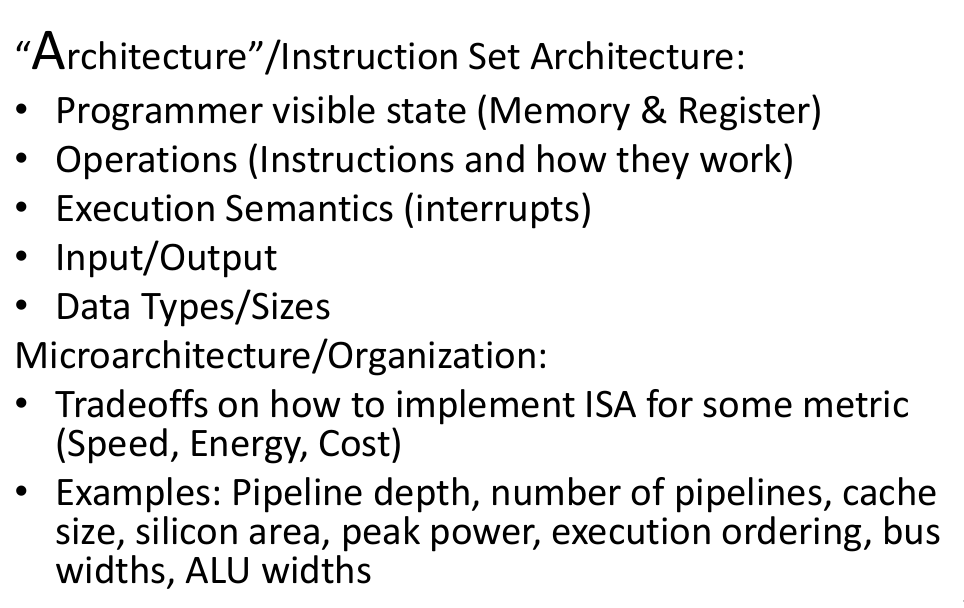 “Architecture”/Instruction Set Architecture:
• Programmer visible state (Memory & Register)
• Operations (Instructions and how they work)
• Execution Semantics (interrupts)
• Input/Output
• Data Types/Sizes
Microarchitecture/Organization:
• Tradeoffs on how to implement ISA for some metric
(Speed, Energy, Cost)
• Examples: Pipeline depth, number of pipelines, cache
size, silicon area, peak power, execution ordering, bus
widths, ALU widths